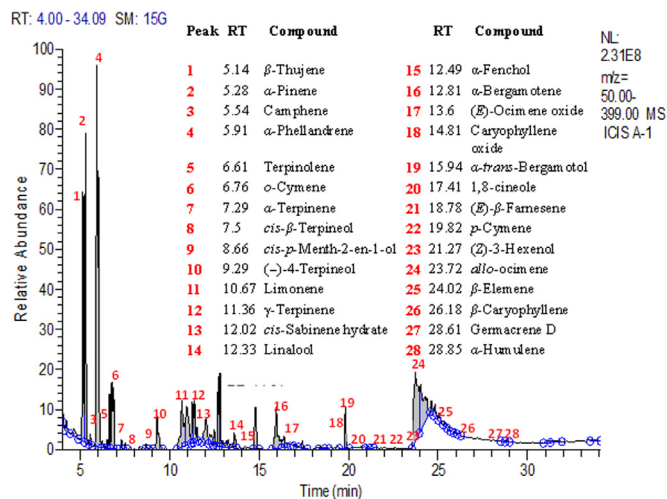 RT: 4.00 - 34.09 SM: 15G
Peak RT Compound
NL:
2.31E8
m/z=
50.00-
399.00 MS
ICIS A-1
1 5.14 β-Thujene
2 5.28 α-Pinene
3 5.54 Camphene
4 5.91 α-Phellandrene
5 6.61 Terpinolene
6 6.76 o-Cymene
7 7.29 α-Terpinene
8 7.5 cis-β-Terpineol
9 8.66 cis-p-Menth-2-en-1-ol
10 9.29 (−)-4-Terpineol
11 10.67 Limonene
12 11.36 γ-Terpinene
13 12.02 cis-Sabinene hydrate
14 12.33 Linalool
RT Compound
15 12.49 α-Fenchol
16 12.81 α-Bergamotene
17 13.6 (E)-Ocimene oxide
18 14.81 Caryophyllene
oxide
19 15.94 α-trans-Bergamotol
20 17.41 1,8-cineole
21 18.78 (E)-β-Farnesene
22 19.82 p-Cymene
23 21.27 (Z)-3-Hexenol
24 23.72 allo-ocimene
25 24.02 β-Elemene
26 26.18 β-Caryophyllene
27 28.61 Germacrene D
28 28.85 α-Humulene
Relative Abundance
100
90
80
70
60
50
40
30
20
10
0
1 2 3 4 5 6 7 8 9 10 11 12 13 14 15 16 17 18 19 20 21 22 23 24 25 26 27 28
5 10 15 20 25 30
Time (min)